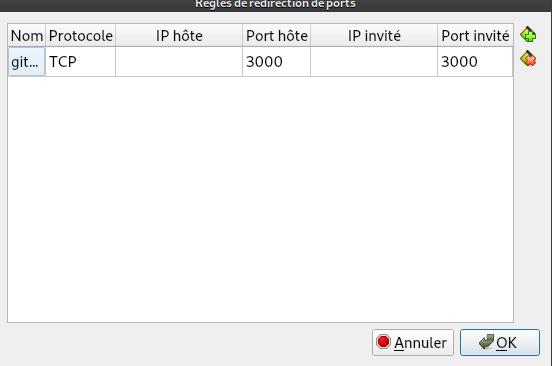 Règles de redirection de ports
Nom Protocole IP hôte Port hôte IP invité Port invité
git... TCP 3000 3000
Annuler OK